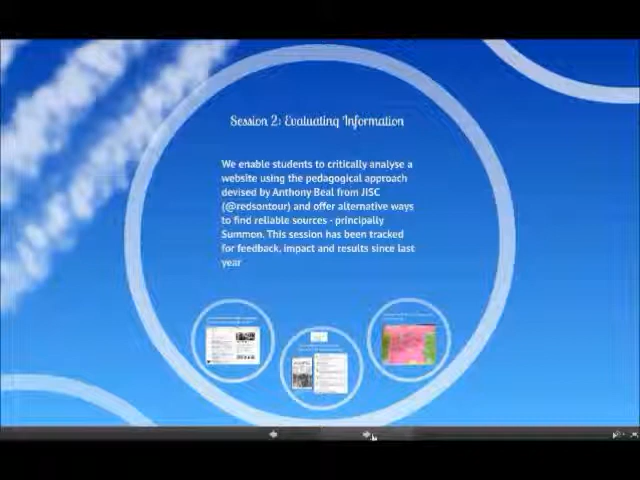 Session 2: Evaluating Information
We enable students to critically analyse a
website using the pedagogical approach
devised by Anthony Beal from JISC
(@redsontour) and offer alternative ways
to find reliable sources - principally
Summon. This session has been tracked
for feedback, impact and results since last
year